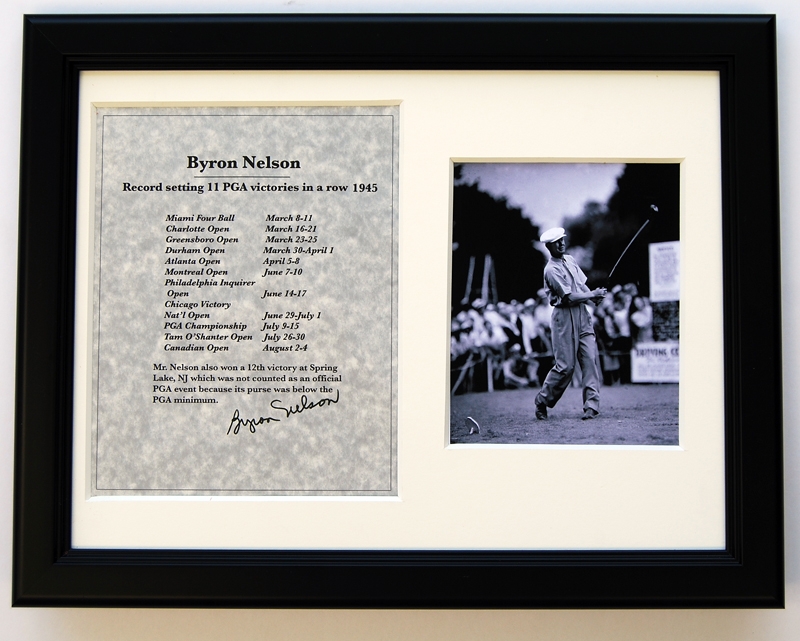 Byron Nelson
Record setting 11 PGA victories in a row 1945
Miami Four Ball March 8-11
Charlotte Open March 16-21
Greensboro Open March 23-25
Durham Open March 30-April 1
Atlanta Open April 5-8
Montreal Open June 7-10
Philadelphia Inquirer
Open June 14-17
Chicago Victory
Nat'l Open June 29-July 1
PGA Championship July 9-15
Tam O'Shanter Open July 26-30
Canadian Open August 2-4
Mr. Nelson also won a 12th victory at Spring
Lake, NJ which was not counted as an official
PGA event because its purse was below the
PGA minimum.
Byron Nelson